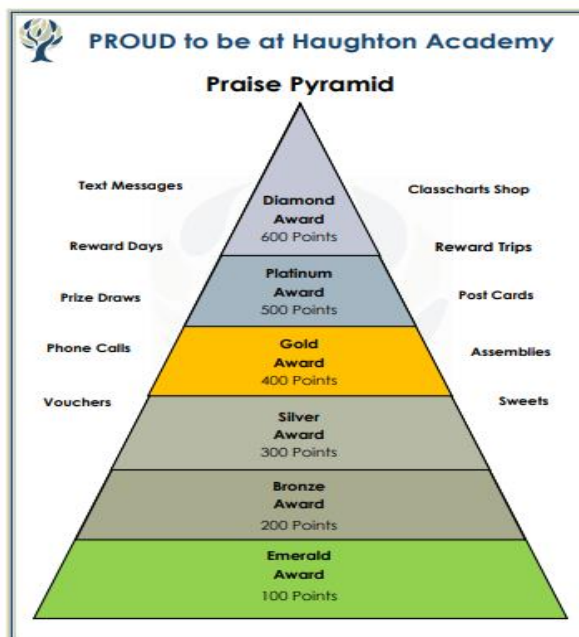 PROUD to be at Haughton Academy
Praise Pyramid
Text Messages
Classcharts Shop
Diamond
Award
600 Points
Reward Days
Reward Trips
Platinum
Award
500 Points
Prize Draws
Post Cards
Phone Calls
Gold
Award
400 Points
Assemblies
Vouchers
Sweets
Silver
Award
300 Points
Bronze
Award
200 Points
Emerald
Award
100 Points